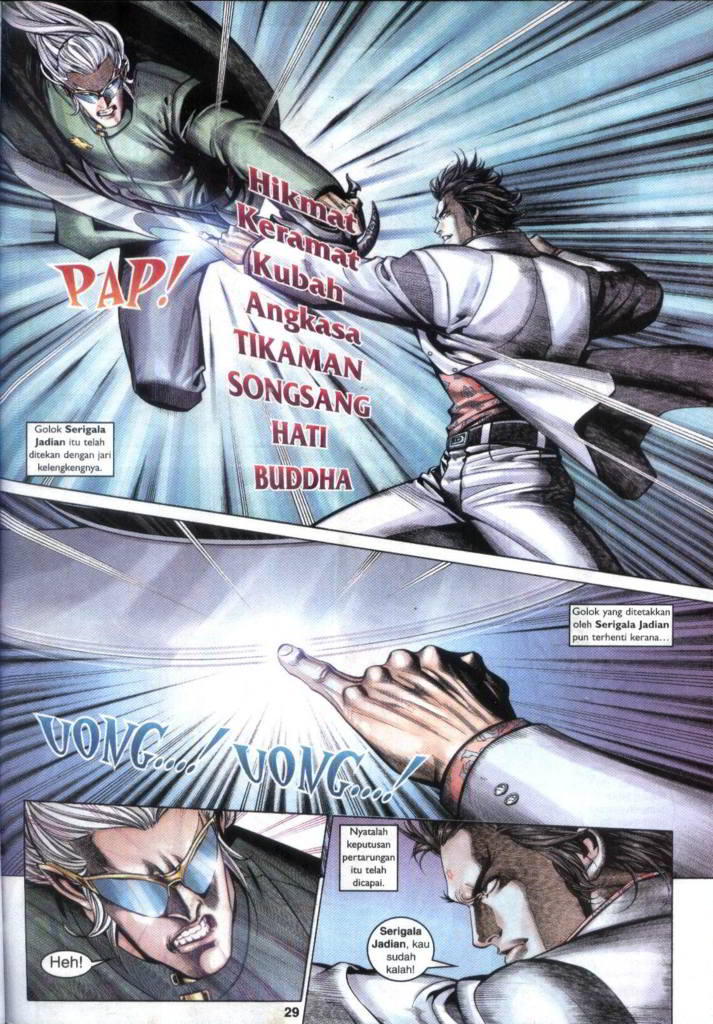 Hikmat
Keramat
Kubah
Angkasa
TIKAMAN
SONGSANG
HATI
BUDDHA
PAP!
Golok Serigala
Jadian itu telah
ditekan dengan jari
kelengkengnya.
Golok yang ditetakkan
oleh Serigala Jadian
pun terhenti kerana...
UONG....! UONG....!
Heh!
Nyatalah
keputusan
pertarungan
itu telah
dicapai.
Serigala
Jadian, kau
sudah
kalah!
29